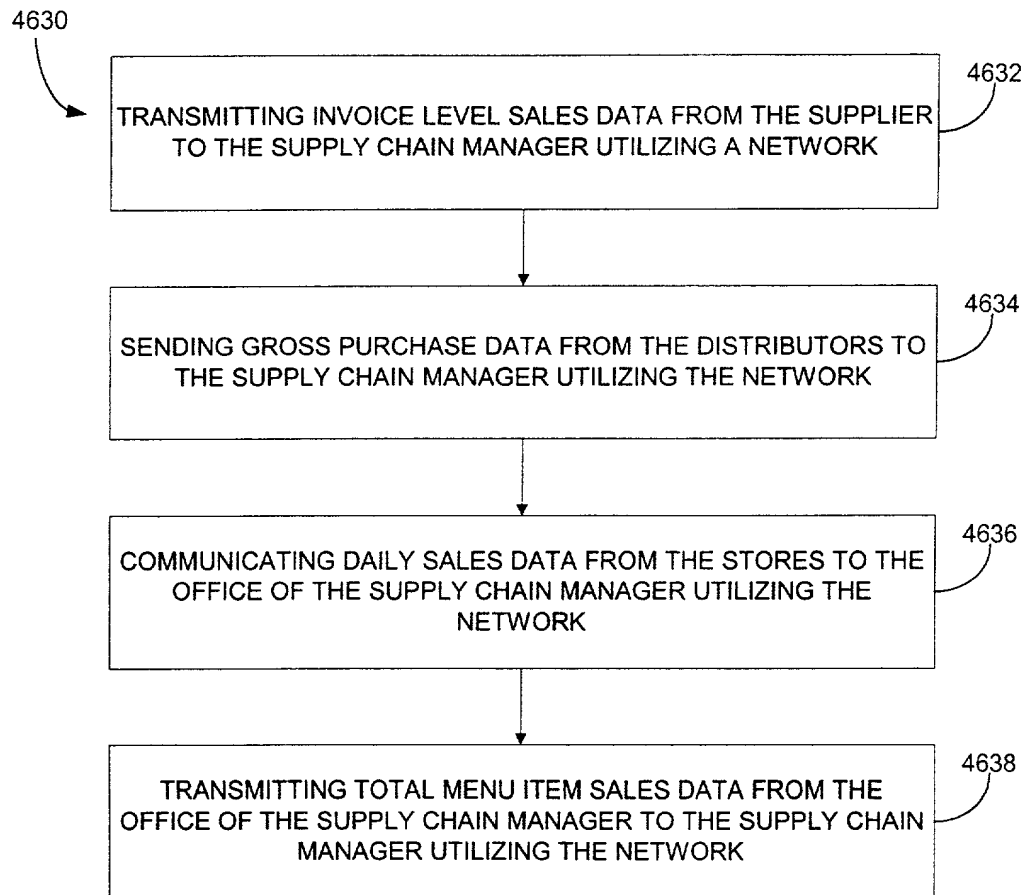 4630
4632
TRANSMITTING INVOICE LEVEL SALES DATA FROM THE SUPPLIER
TO THE SUPPLY CHAIN MANAGER UTILIZING A NETWORK
4634
SENDING GROSS PURCHASE DATA FROM THE DISTRIBUTORS TO
THE SUPPLY CHAIN MANAGER UTILIZING THE NETWORK
4636
COMMUNICATING DAILY SALES DATA FROM THE STORES TO THE
OFFICE OF THE SUPPLY CHAIN MANAGER UTILIZING THE
NETWORK
4638
TRANSMITTING TOTAL MENU ITEM SALES DATA FROM THE
OFFICE OF THE SUPPLY CHAIN MANAGER TO THE SUPPLY CHAIN
MANAGER UTILIZING THE NETWORK